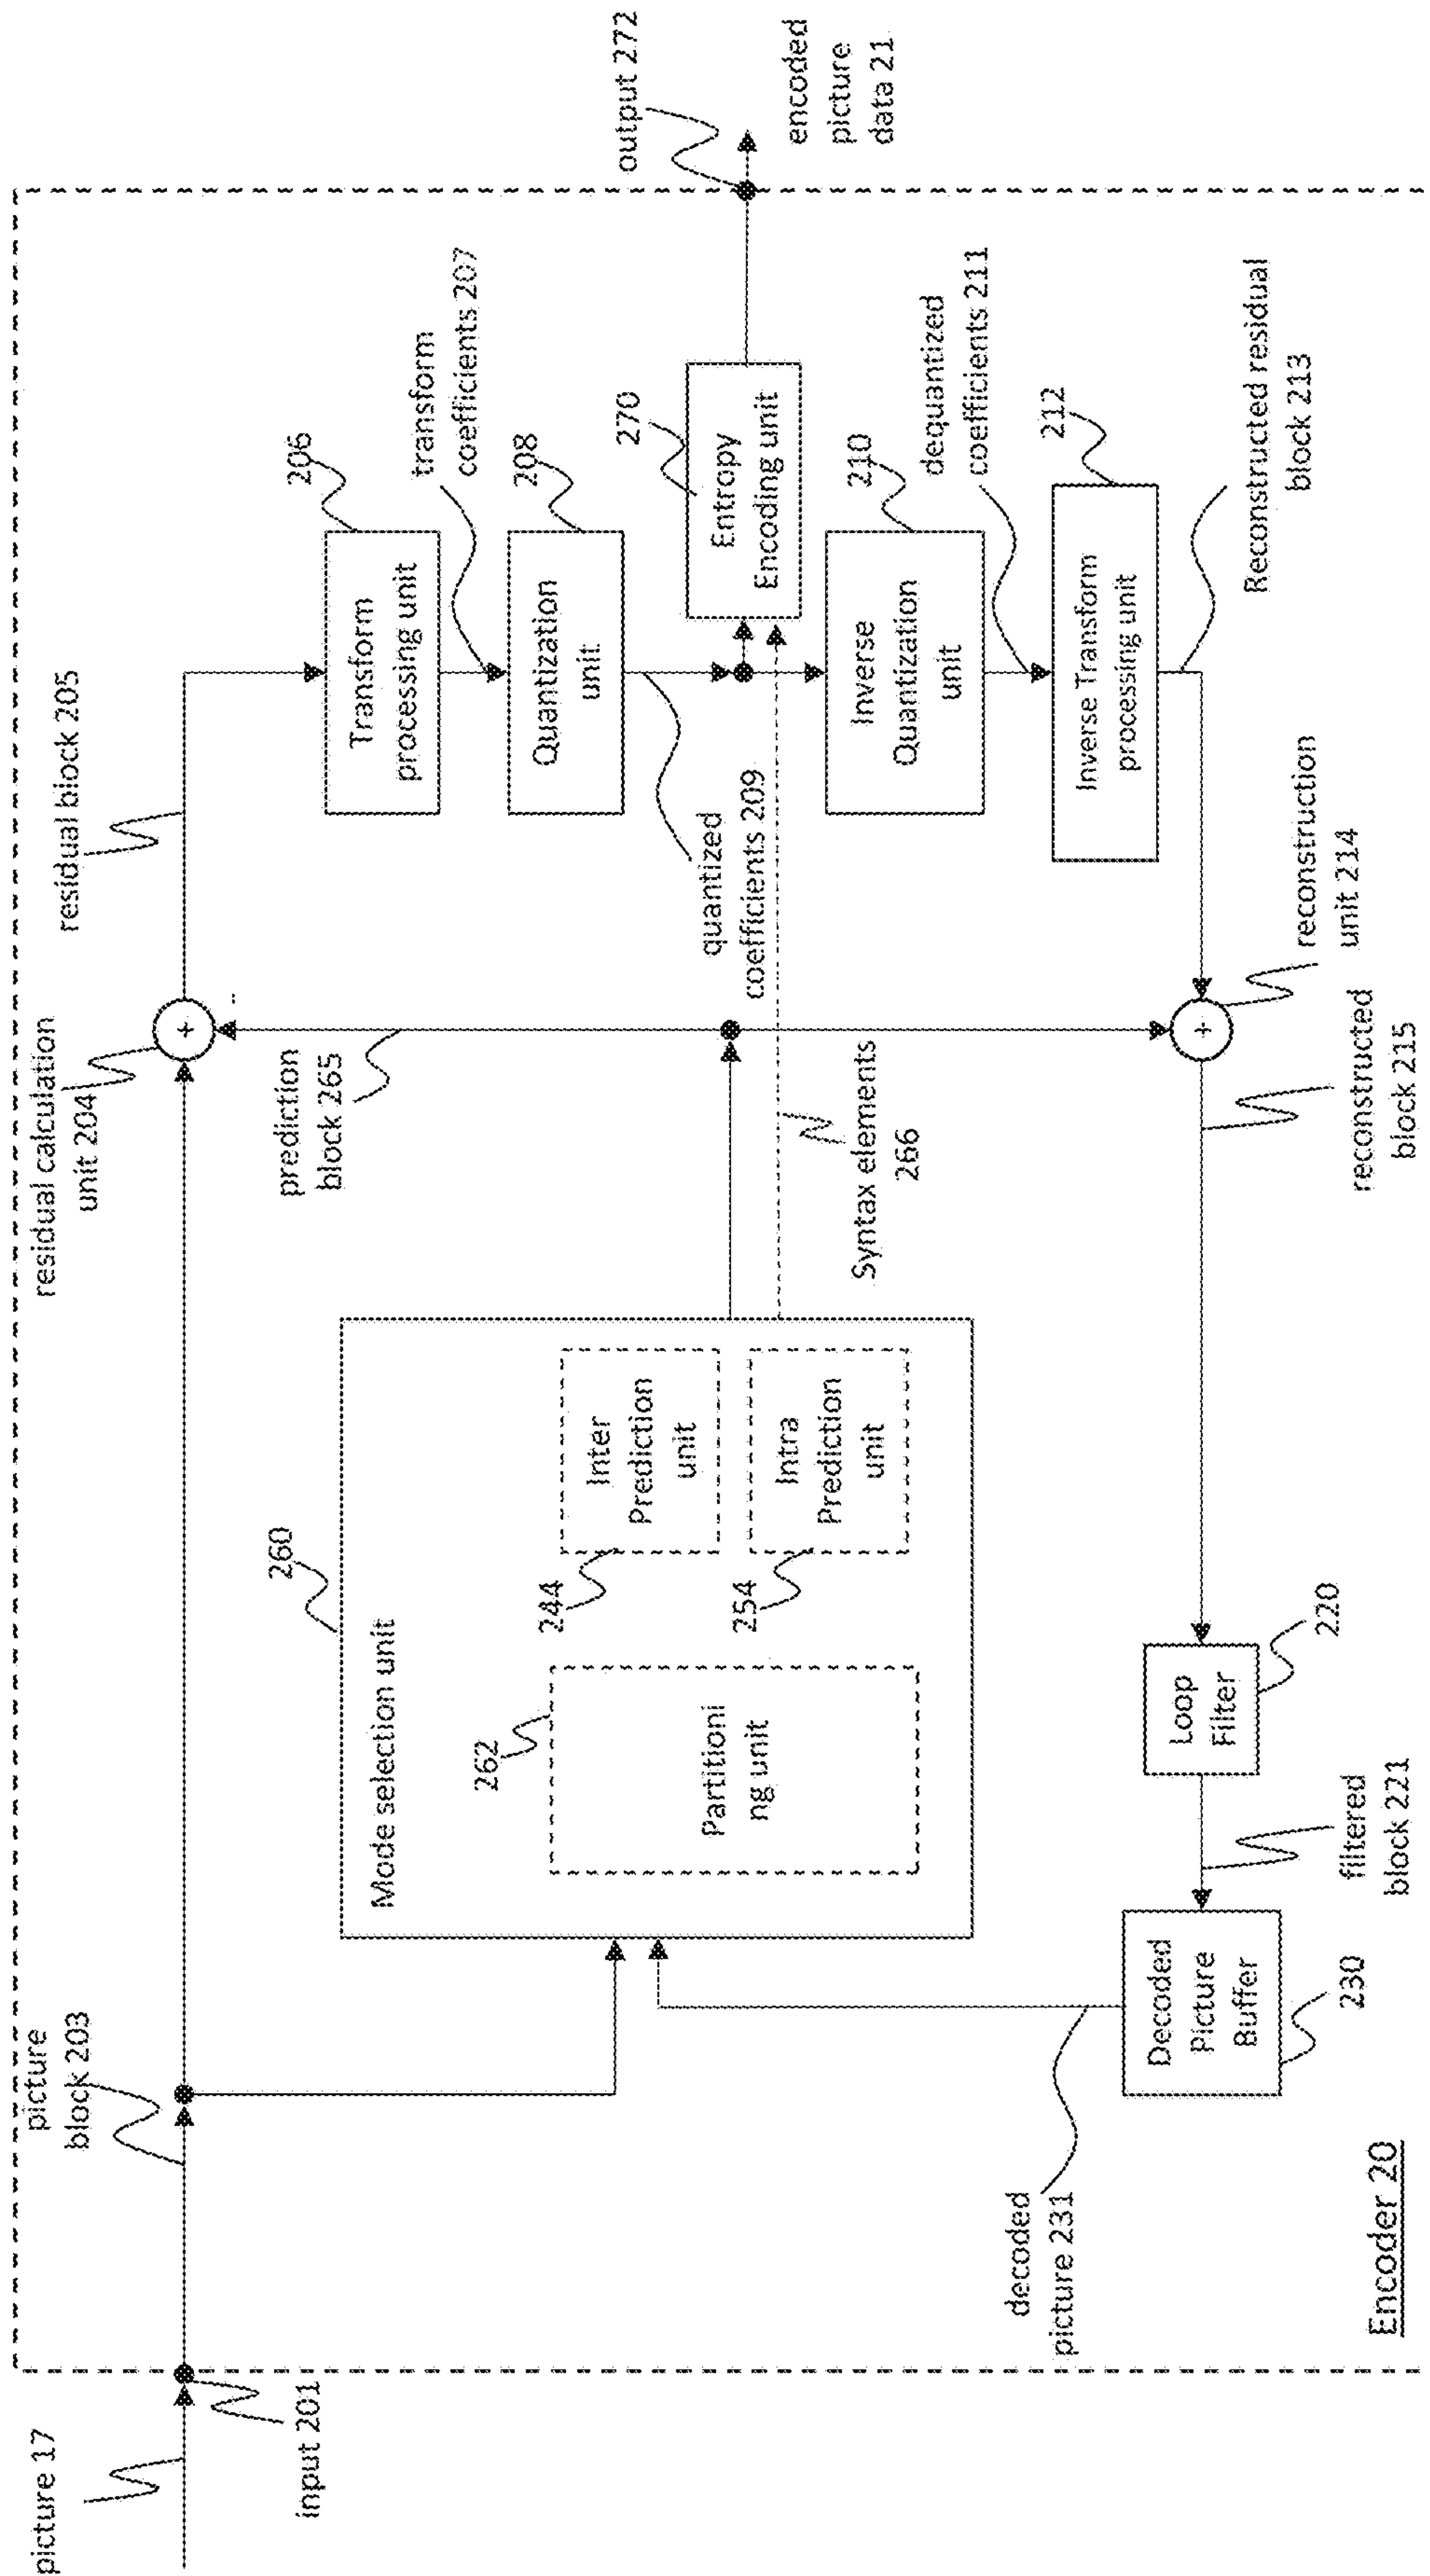 picture 17
input 201
picture
block 203
residual calculation
unit 204
residual block 205
+
prediction
block 265
206
Transform
processing unit
transform
coefficients 207
208
Quantization
unit
quantized
coefficients 209
270
Entropy
Encoding unit
output 272
encoded
picture
data 21
210
Inverse
Quantization
unit
dequantized
coefficients 211
212
Inverse Transform
processing unit
Reconstructed residual
block 213
260
Mode selection unit
262
Partitioni
ng unit
244
Inter
Prediction
unit
254
Intra
Prediction
unit
Syntax elements
266
+
reconstruction
unit 214
reconstructed
block 215
220
Loop
Filter
filtered
block 221
Decoded
Picture
Buffer
230
decoded
picture 231
Encoder 20